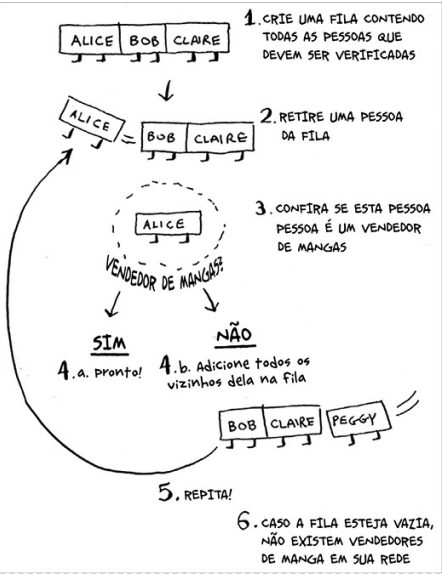 ALICE BOB CLAIRE
1. CRIE UMA FILA CONTENDO
TODAS AS PESSOAS QUE
DEVEM SER VERIFICADAS
ALICE = BOB CLAIRE
2. RETIRE UMA PESSOA
DA FILA
ALICE
VENDEDOR DE MANGAS?
3. CONFIRA SE ESTA PESSOA
PESSOA É UM VENDEDOR
DE MANGAS
SIM
4.a. pronto!
NÃO
4.b. Adicione todos os
vizinhos dela na fila
BOB CLAIRE PEGGY
5. REPITA!
6. CASO A FILA ESTEJA VAZIA,
NÃO EXISTEM VENDEDORES
DE MANGA EM SUA REDE